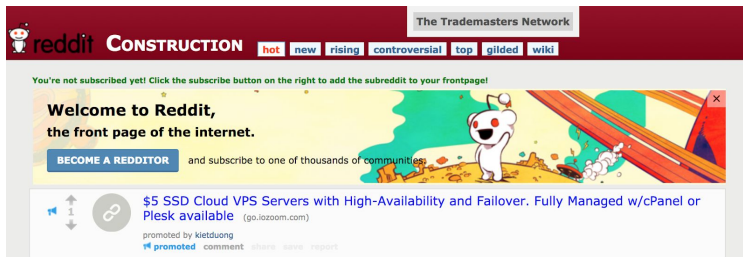 The Trademasters Network
reddit CONSTRUCTION hot new rising controversial top gilded wiki
You're not subscribed yet! Click the subscribe button on the right to add the subreddit to your frontpage!
Welcome to Reddit,
the front page of the internet.
BECOME A REDDITOR and subscribe to one of thousands of communities.
1
$5 SSD Cloud VPS Servers with High-Availability and Failover. Fully Managed w/cPanel or
Plesk available (go.iozoom.com)
promoted by kietduong
promoted comment share save report